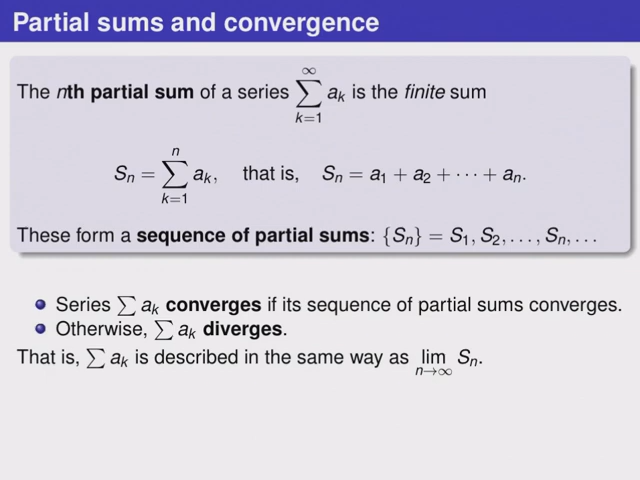 Partial sums and convergence
The nth partial sum of a series ∑_{k=1}^{∞} a_k is the finite sum
S_n = ∑_{k=1}^{n} a_k, that is, S_n = a_1 + a_2 + ⋯ + a_n.
These form a sequence of partial sums: {S_n} = S_1, S_2, . . . , S_n, . . .
• Series ∑ a_k converges if its sequence of partial sums converges.
• Otherwise, ∑ a_k diverges.
That is, ∑ a_k is described in the same way as lim_{n→∞} S_n.